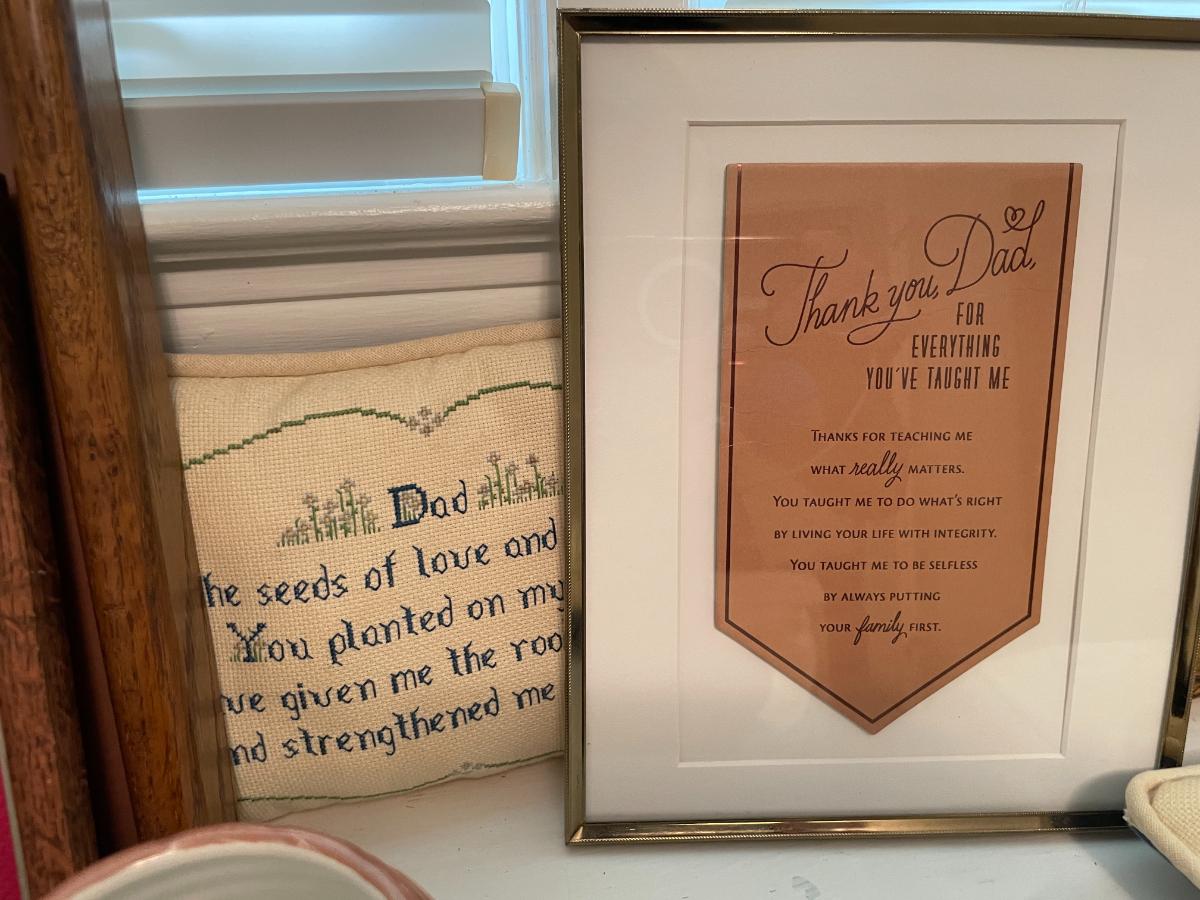 Dad
he seeds of love and
You planted on my
ve given me the roo
nd strengthened me
Thank you, Dad,
FOR
EVERYTHING
YOU'VE TAUGHT ME
THANKS FOR TEACHING ME
WHAT really MATTERS.
YOU TAUGHT ME TO DO WHAT'S RIGHT
BY LIVING YOUR LIFE WITH INTEGRITY.
YOU TAUGHT ME TO BE SELFLESS
BY ALWAYS PUTTING
YOUR family FIRST.